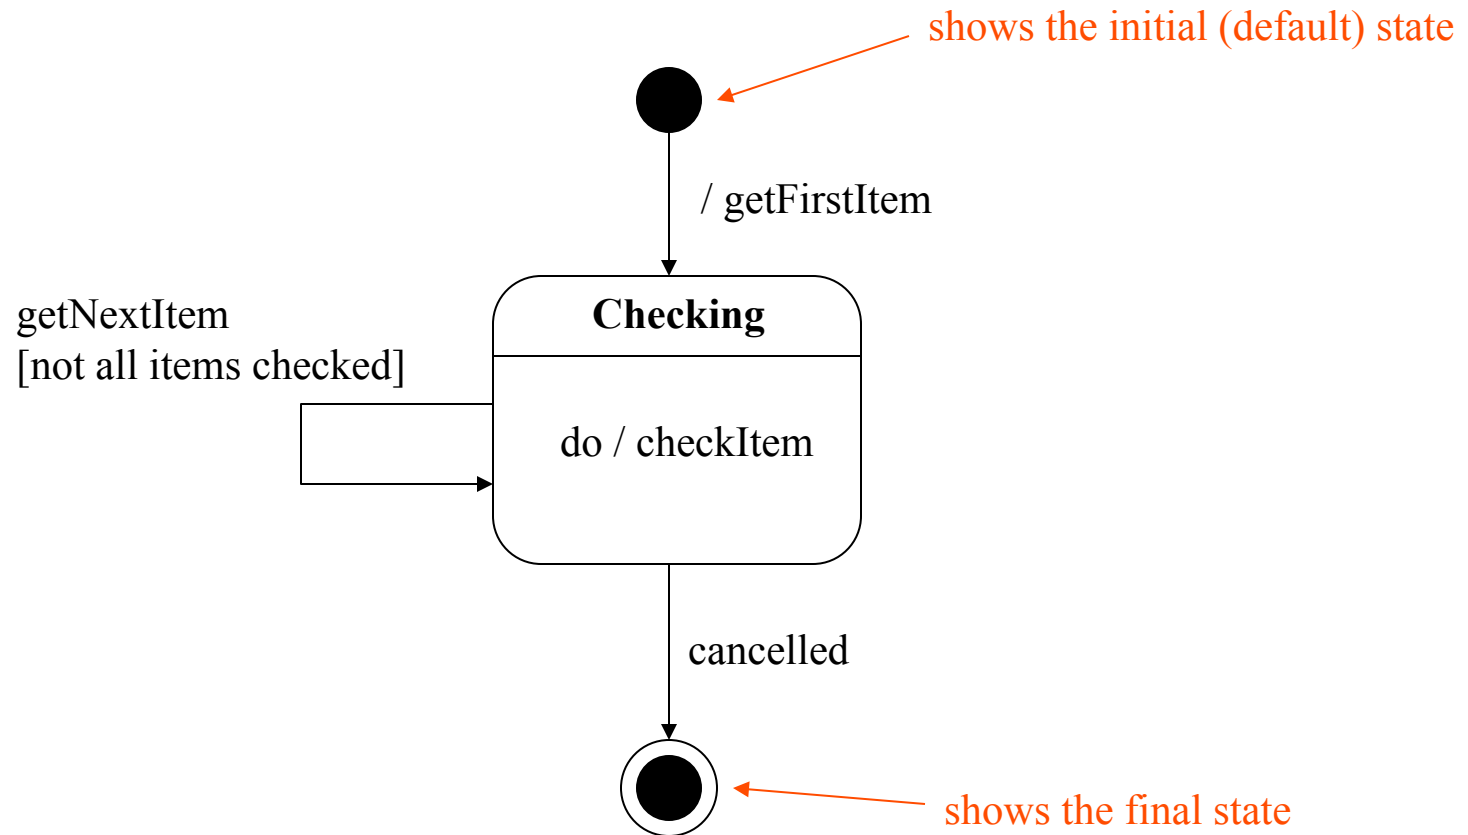 shows the initial (default) state
/ getFirstItem
getNextItem
[not all items checked]
Checking
do / checkItem
cancelled
shows the final state